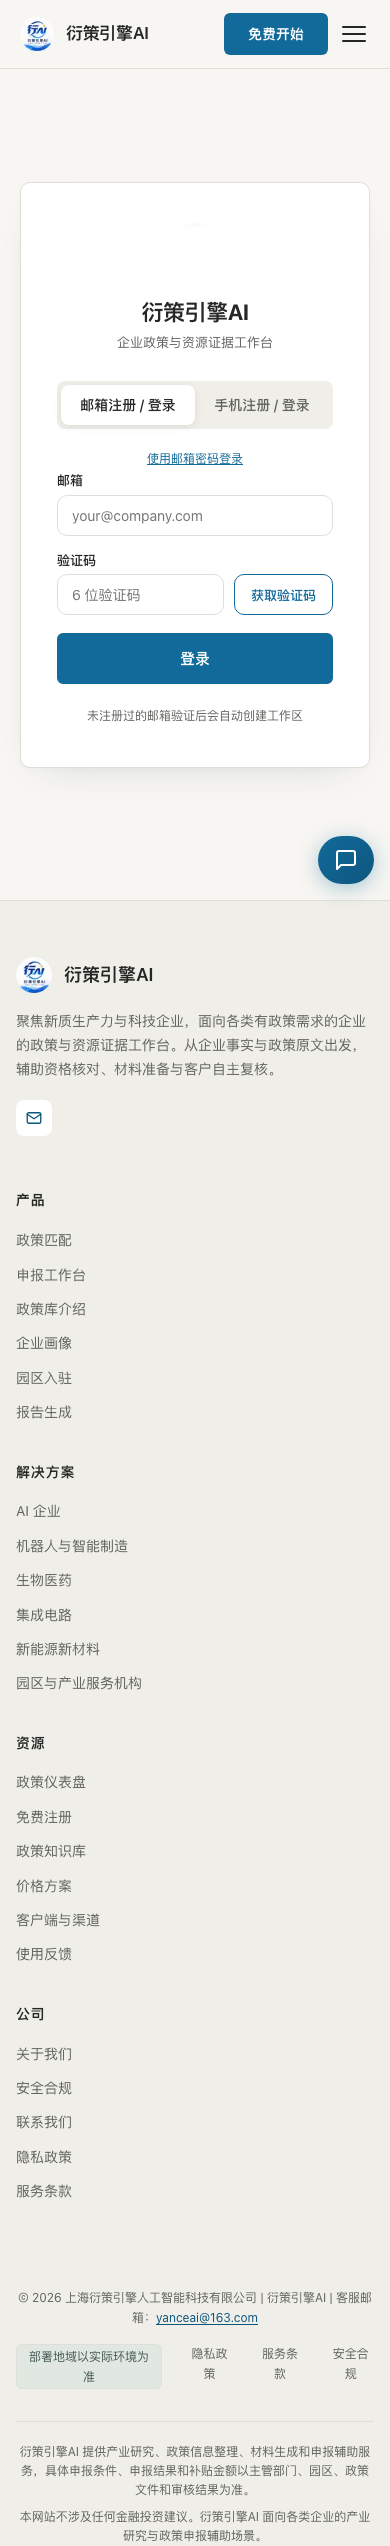 衍策引擎AI
免费开始
衍策引擎AI
企业政策与资源证据工作台
邮箱注册 / 登录
手机注册 / 登录
使用邮箱密码登录
邮箱
your@company.com
验证码
6 位验证码
获取验证码
登录
未注册过的邮箱验证后会自动创建工作区
衍策引擎AI
聚焦新质生产力与科技企业，面向各类有政策需求的企业
的政策与资源证据工作台。从企业事实与政策原文出发，
辅助资格核对、材料准备与客户自主复核。
产品
政策匹配
申报工作台
政策库介绍
企业画像
园区入驻
报告生成
解决方案
AI 企业
机器人与智能制造
生物医药
集成电路
新能源新材料
园区与产业服务机构
资源
政策仪表盘
免费注册
政策知识库
价格方案
客户端与渠道
使用反馈
公司
关于我们
安全合规
联系我们
隐私政策
服务条款
© 2026 上海衍策引擎人工智能科技有限公司 | 衍策引擎AI | 客服邮
箱：yanceai@163.com
部署地域以实际环境为
准
隐私政
策
服务条
款
安全合
规
衍策引擎AI 提供产业研究、政策信息整理、材料生成和申报辅助服
务，具体申报条件、申报结果和补贴金额以主管部门、园区、政策
文件和审核结果为准。
本网站不涉及任何金融投资建议。衍策引擎AI 面向各类企业的产业
研究与政策申报辅助场景。